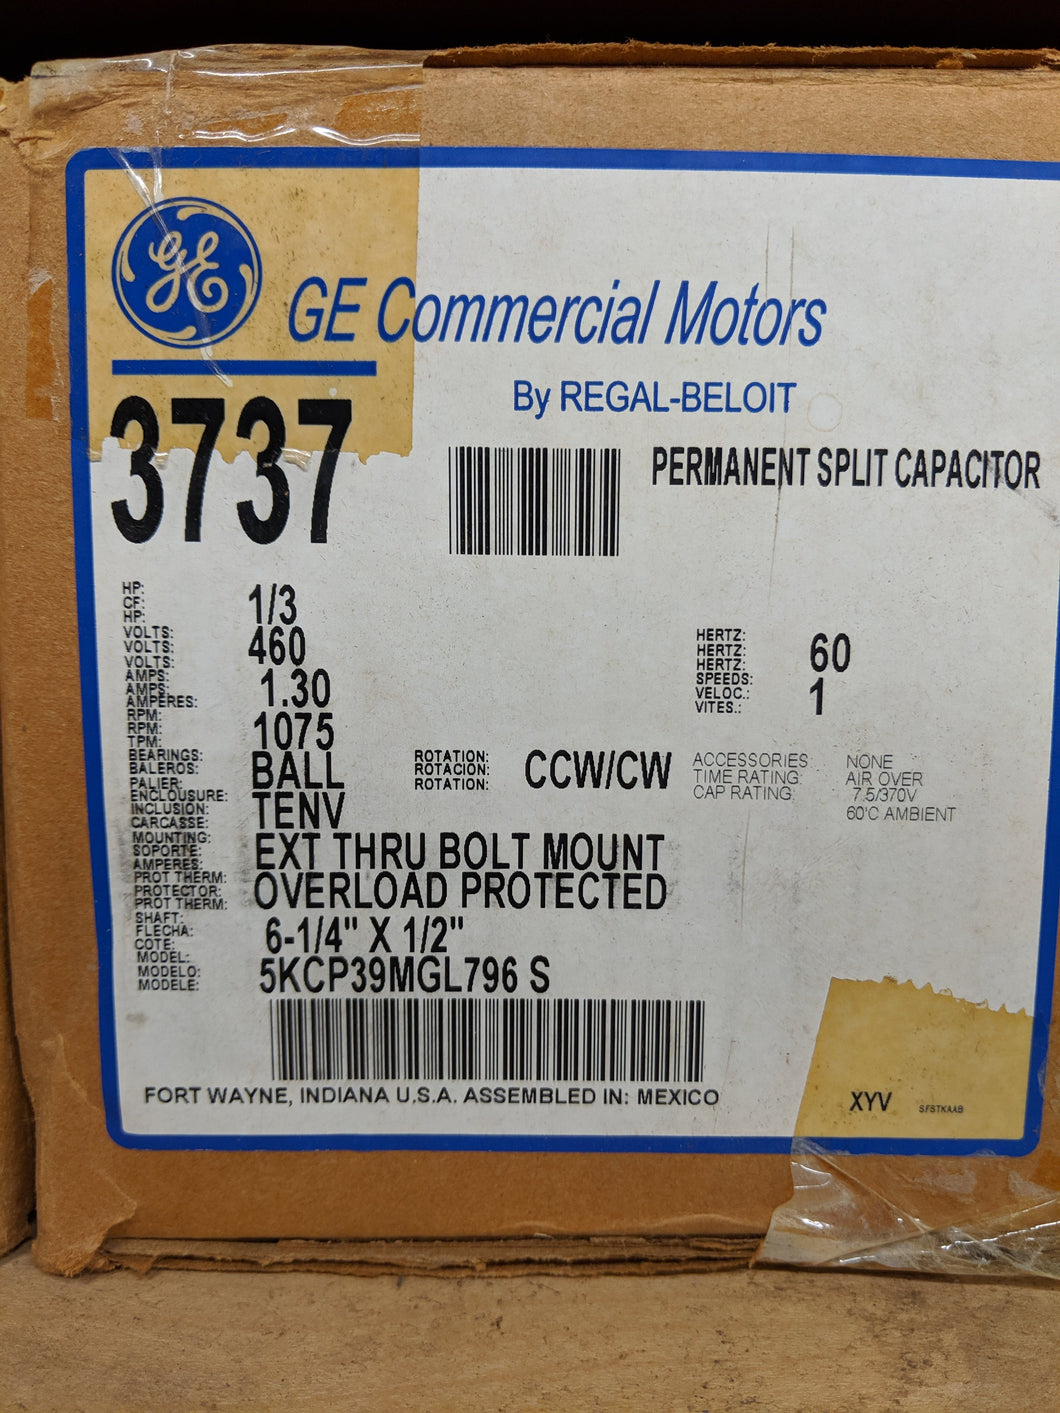 GE
GE Commercial Motors
By REGAL-BELOIT
3737
PERMANENT SPLIT CAPACITOR
HP:
CF:
HP:
1/3
VOLTS:
VOLTS:
VOLTS:
460
HERTZ:
HERTZ:
HERTZ:
60
AMPS:
AMPS:
AMPERES:
1.30
SPEEDS:
VELOC.:
VITES.:
1
RPM:
RPM:
TPM:
1075
BEARINGS:
BALEROS:
PALIER:
BALL
ROTATION:
ROTACION:
ROTATION:
CCW/CW
ACCESSORIES NONE
TIME RATING: AIR OVER
CAP RATING: 7.5/370V
60'C AMBIENT
ENCLOUSURE:
INCLUSION:
CARCASSE:
TENV
MOUNTING:
SOPORTE:
AMPERES:
EXT THRU BOLT MOUNT
PROT THERM:
PROTECTOR:
PROT THERM:
OVERLOAD PROTECTED
SHAFT:
FLECHA:
COTE:
6-1/4" X 1/2"
MODEL:
MODELO:
MODELE:
5KCP39MGL796 S
FORT WAYNE, INDIANA U.S.A. ASSEMBLED IN: MEXICO
XYV SFSTKAAB